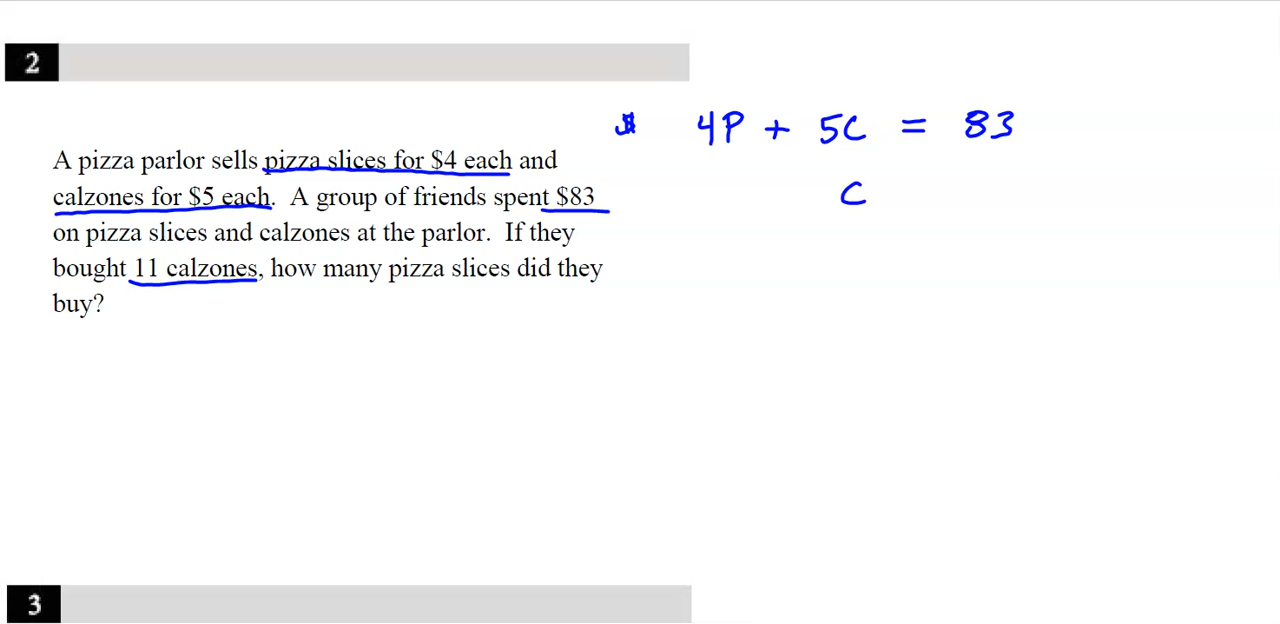 2
$ 4P + 5C = 83
A pizza parlor sells pizza slices for $4 each and
calzones for $5 each. A group of friends spent $83
C
on pizza slices and calzones at the parlor. If they
bought 11 calzones, how many pizza slices did they
buy?
3